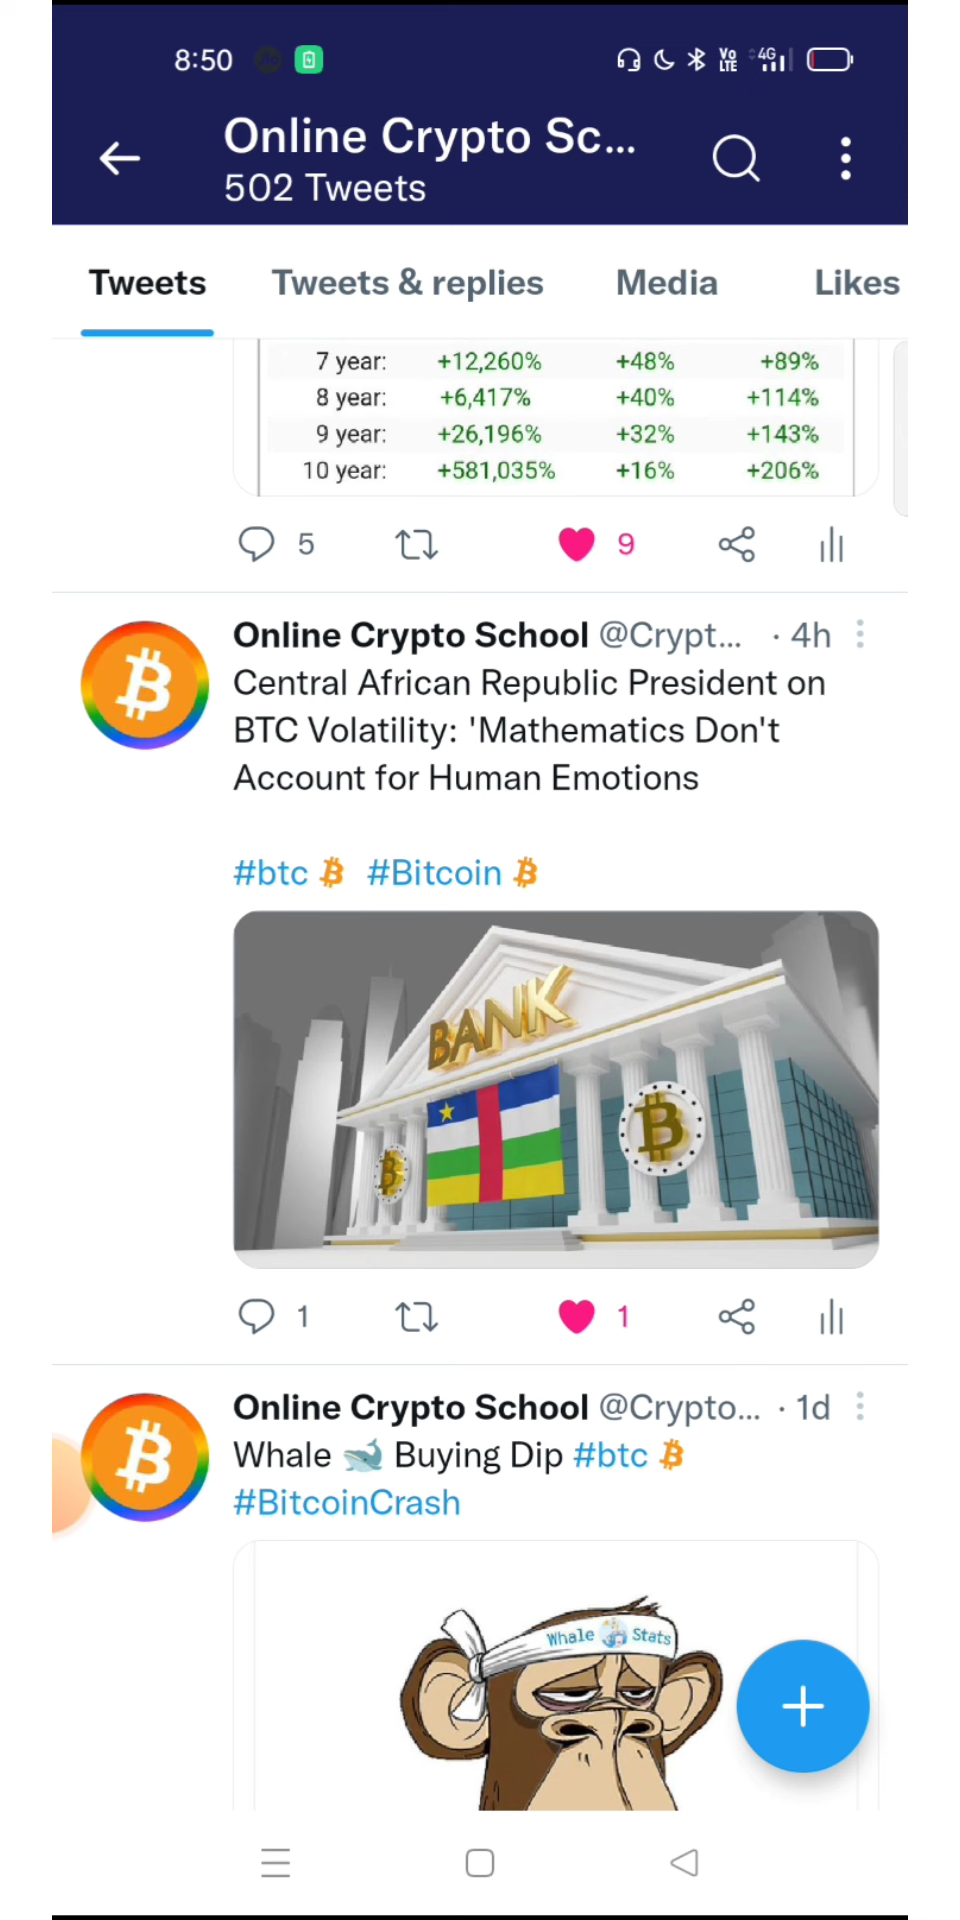 8:50
Vo LTE 4G
Online Crypto Sc...
502 Tweets
Tweets Tweets & replies Media Likes
7 year: +12,260% +48% +89%
8 year: +6,417% +40% +114%
9 year: +26,196% +32% +143%
10 year: +581,035% +16% +206%
5 9
Online Crypto School @Crypt... · 4h
Central African Republic President on
BTC Volatility: 'Mathematics Don't
Account for Human Emotions
#btc #Bitcoin
BANK
1 1
Online Crypto School @Crypto... · 1d
Whale Buying Dip #btc
#BitcoinCrash
Whale Stats